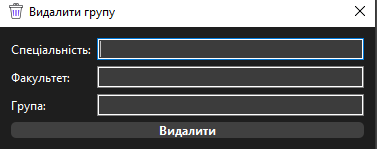 Видалити групу
Спеціальність:
Факультет:
Група:
Видалити